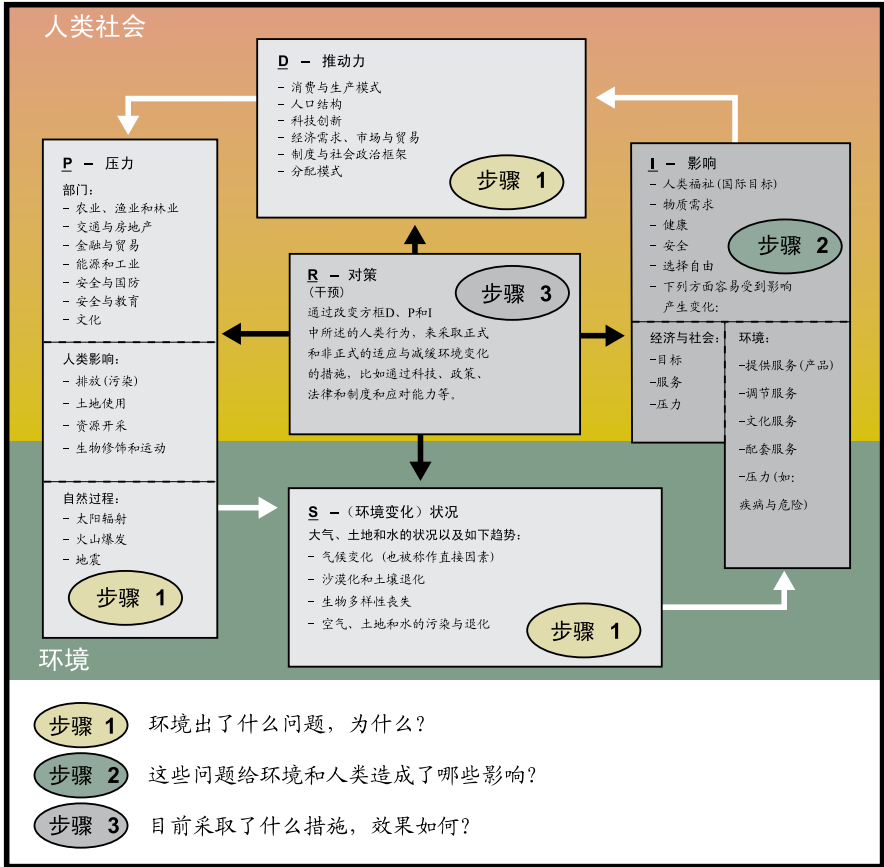 人类社会
D － 推动力
－ 消费与生产模式
－ 人口结构
－ 科技创新
－ 经济需求、市场与贸易
－ 制度与社会政治框架
－ 分配模式
步骤 1
P － 压力
部门：
－ 农业、渔业和林业
－ 交通与房地产
－ 金融与贸易
－ 能源和工业
－ 安全与国防
－ 安全与教育
－ 文化
人类影响：
－ 排放(污染)
－ 土地使用
－ 资源开采
－ 生物修饰和运动
自然过程：
－ 太阳辐射
－ 火山爆发
－ 地震
步骤 1
R － 对策
(干预)
步骤 3
通过改变方框D、P和I
中所述的人类行为，来采取正式
和非正式的适应与减缓环境变化
的措施，比如通过科技、政策、
法律和制度和应对能力等。
I － 影响
－ 人类福祉(国际目标)
－ 物质需求
－ 健康
－ 安全
－ 选择自由
－ 下列方面容易受到影响
产生变化：
步骤 2
经济与社会：
－目标
－服务
－压力
环境：
－提供服务(产品)
－调节服务
－文化服务
－配套服务
－压力(如：
疾病与危险)
S －（环境变化）状况
大气、土地和水的状况以及如下趋势：
－ 气候变化（也被称作直接因素)
－ 沙漠化和土壤退化
－ 生物多样性丧失
－ 空气、土地和水的污染与退化
步骤 1
环境
步骤 1 环境出了什么问题，为什么？
步骤 2 这些问题给环境和人类造成了哪些影响？
步骤 3 目前采取了什么措施，效果如何？